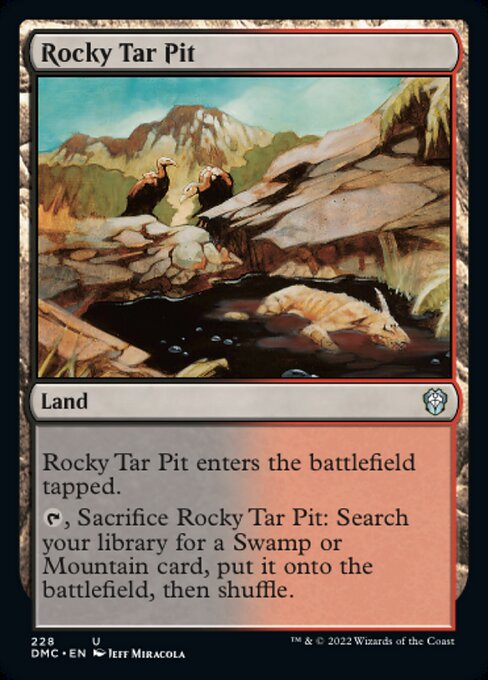 Rocky Tar Pit
Land
Rocky Tar Pit enters the battlefield
tapped.
, Sacrifice Rocky Tar Pit: Search
your library for a Swamp or
Mountain card, put it onto the
battlefield, then shuffle.
228 U
DMC • EN Jeff Miracola
™ & © 2022 Wizards of the Coast